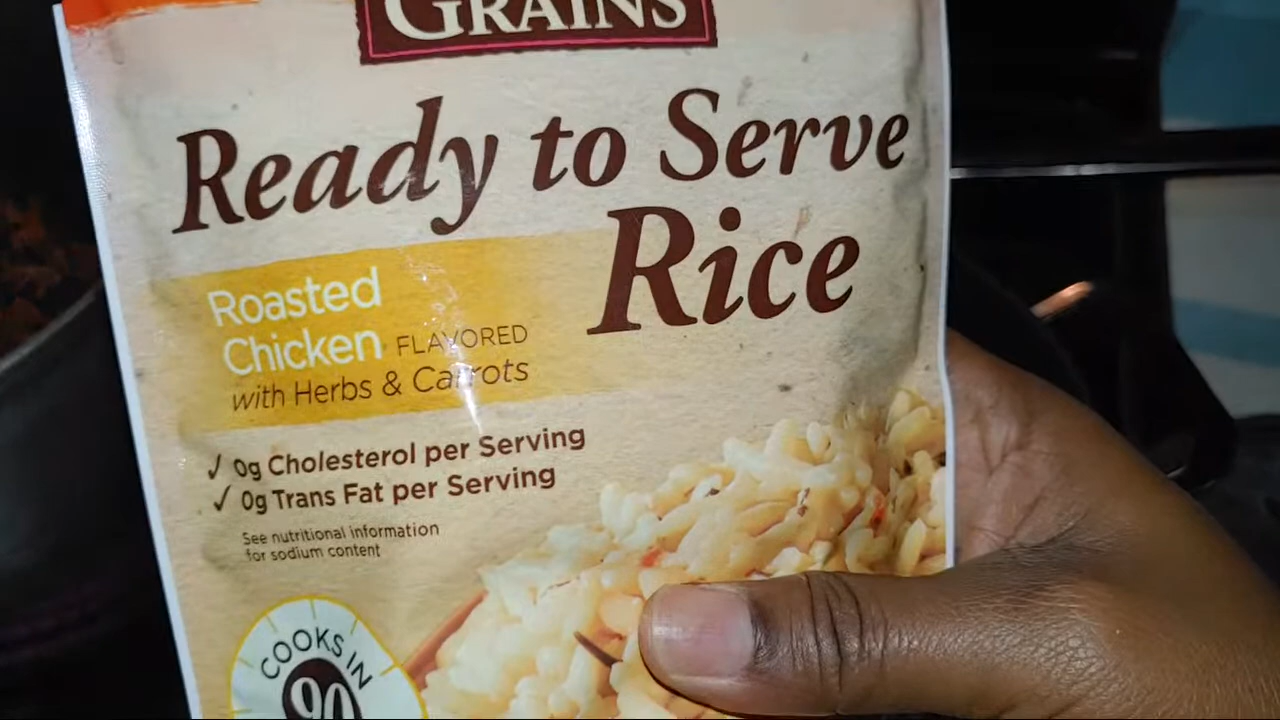 GRAINS
Ready to Serve
Rice
Roasted
Chicken FLAVORED
with Herbs & Carrots
✓ 0g Cholesterol per Serving
✓ 0g Trans Fat per Serving
See nutritional information
for sodium content
COOKS IN
90